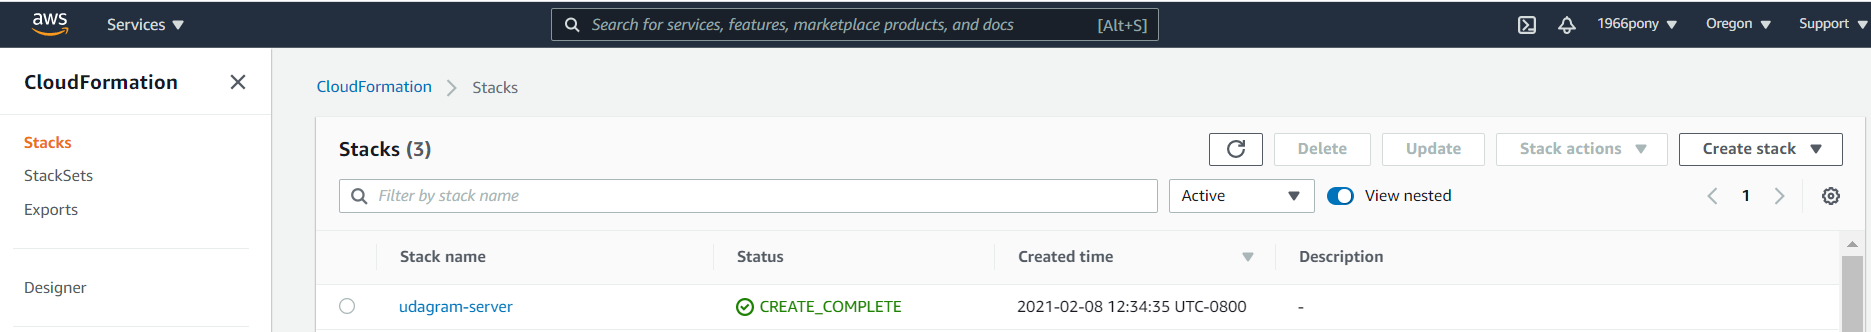 aws Services Search for services, features, marketplace products, and docs [Alt+S] 1966pony Oregon Support
CloudFormation
Stacks
StackSets
Exports
Designer
CloudFormation Stacks
Stacks (3) Delete Update Stack actions Create stack
Filter by stack name Active View nested 1
Stack name Status Created time Description
udagram-server CREATE_COMPLETE 2021-02-08 12:34:35 UTC-0800 -